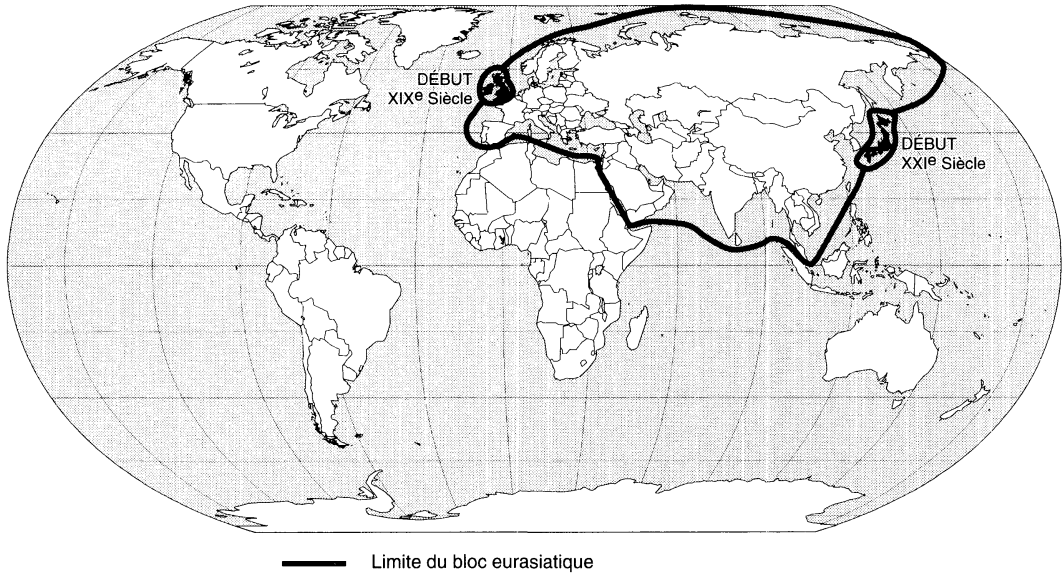 DÉBUT
XIXe Siècle
DÉBUT
XXIe Siècle
Limite du bloc eurasiatique